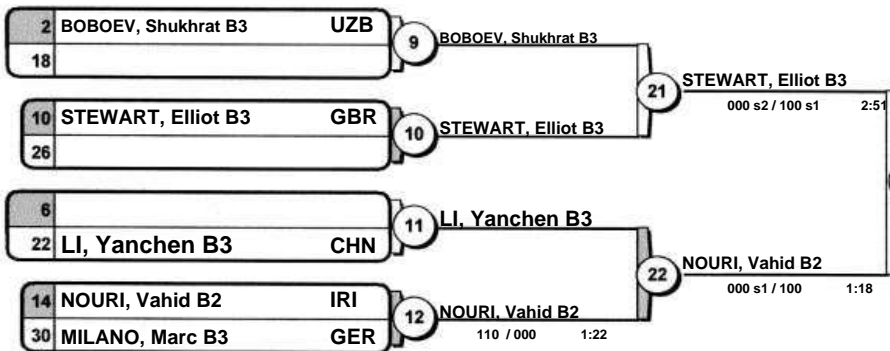 2 BOBOEV, Shukhrat B3 UZB
18
9
BOBOEV, Shukhrat B3
10 STEWART, Elliot B3 GBR
26
10
STEWART, Elliot B3
21
STEWART, Elliot B3
000 s2 / 100 s1 2:51
6
22 LI, Yanchen B3 CHN
11
LI, Yanchen B3
14 NOURI, Vahid B2 IRI
30 MILANO, Marc B3 GER
12
NOURI, Vahid B2
110 / 000 1:22
22
NOURI, Vahid B2
000 s1 / 100 1:18